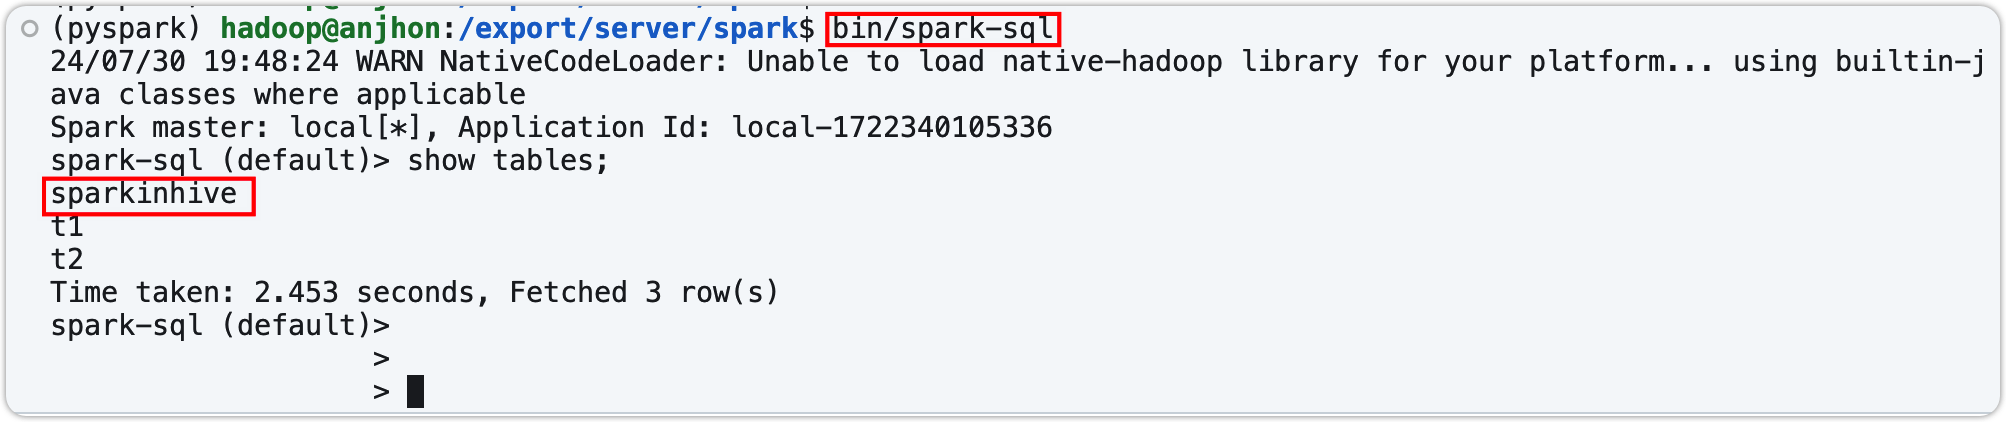 (pyspark) hadoop@anjhon:/export/server/spark$ bin/spark-sql
24/07/30 19:48:24 WARN NativeCodeLoader: Unable to load native-hadoop library for your platform... using builtin-j
ava classes where applicable
Spark master: local[*], Application Id: local-1722340105336
spark-sql (default)> show tables;
sparkinhive
t1
t2
Time taken: 2.453 seconds, Fetched 3 row(s)
spark-sql (default)>
>
>